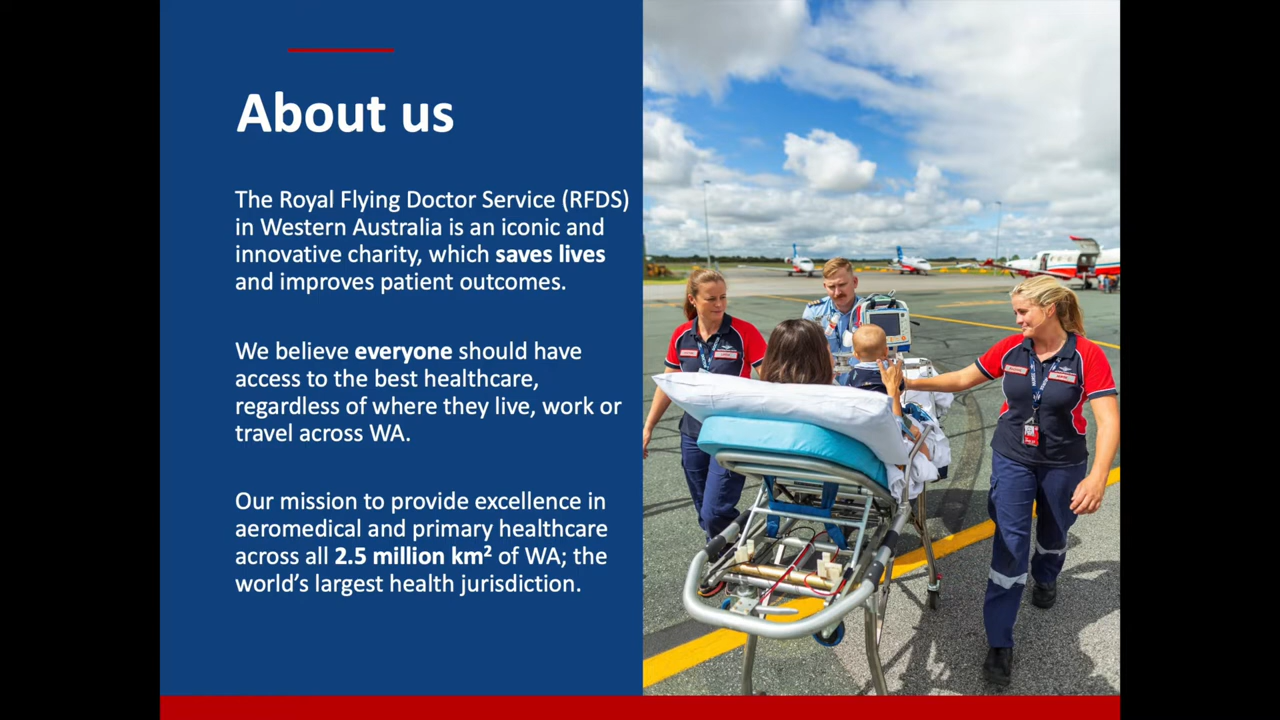 About us
The Royal Flying Doctor Service (RFDS)
in Western Australia is an iconic and
innovative charity, which saves lives
and improves patient outcomes.
We believe everyone should have
access to the best healthcare,
regardless of where they live, work or
travel across WA.
Our mission to provide excellence in
aeromedical and primary healthcare
across all 2.5 million km² of WA; the
world’s largest health jurisdiction.